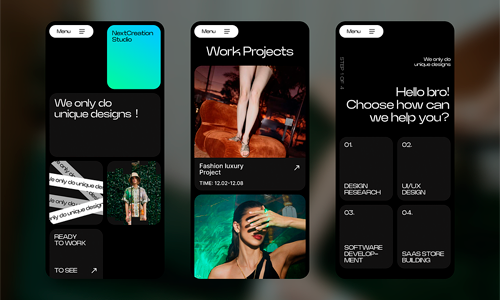 Menu
NextCreation
Studio
We only do
unique designs !
We only do unique designs
We only do unique des
We only do unique designs
READY
TO WORK
TO SEE
Menu
Work Projects
Fashion luxury
Project
TIME: 12.02-12.08
Menu
We only do
unique designs
STEP 1 OF 4
Hello bro!
Choose how can
we help you?
01.
DESIGN
RESEARCH
02.
UI/UX
DESIGN
03.
SOFTWARE
DEVELOP-
MENT
04.
SAAS STORE
BUILDING